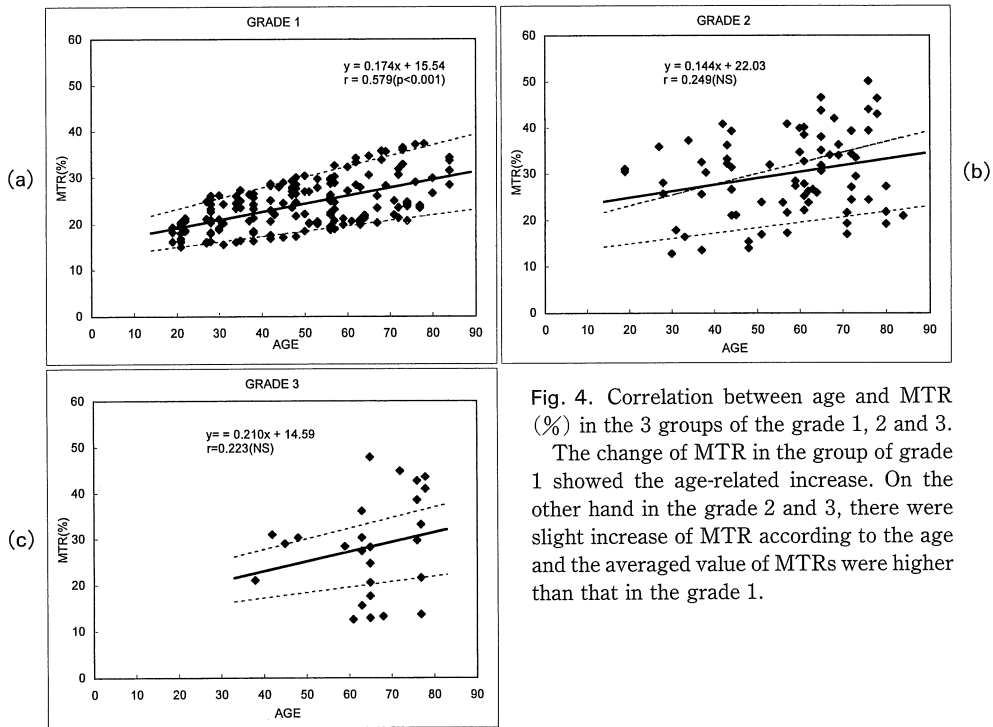 (a)
GRADE 1
60
50
40
30
20
10
0
MTR(%)
y = 0.174x + 15.54
r = 0.579(p<0.001)
0 10 20 30 40 50 60 70 80 90
AGE
GRADE 2
60
50
40
30
20
10
0
MTR(%)
y = 0.144x + 22.03
r = 0.249(NS)
0 10 20 30 40 50 60 70 80 90
AGE
(b)
(c)
GRADE 3
60
50
40
30
20
10
0
MTR(%)
y= = 0.210x + 14.59
r=0.223(NS)
0 10 20 30 40 50 60 70 80 90
AGE
Fig. 4. Correlation between age and MTR
(%) in the 3 groups of the grade 1, 2 and 3.
The change of MTR in the group of grade
1 showed the age-related increase. On the
other hand in the grade 2 and 3, there were
slight increase of MTR according to the age
and the averaged value of MTRs were higher
than that in the grade 1.